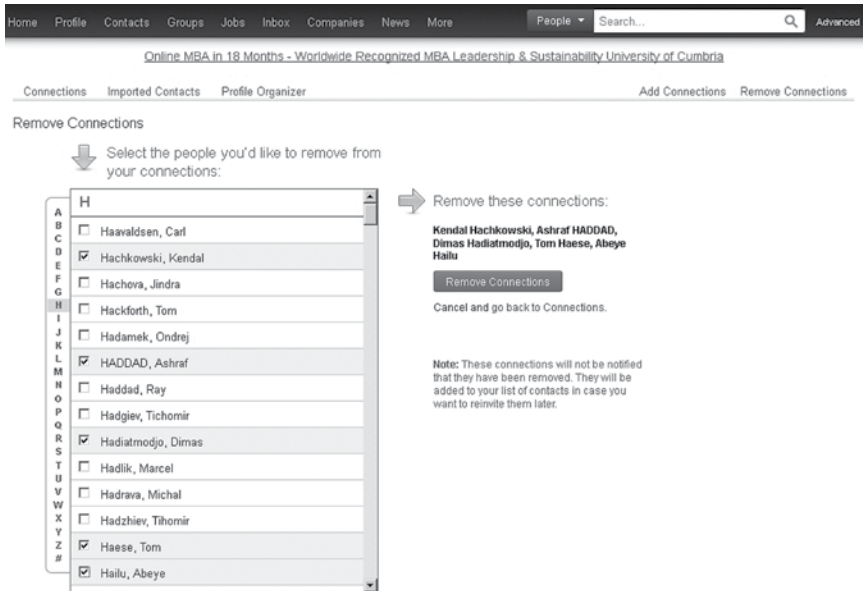 Home Profile Contacts Groups Jobs Inbox Companies News More People Search... Advanced
Online MBA in 18 Months - Worldwide Recognized MBA Leadership & Sustainability University of Cumbria
Connections Imported Contacts Profile Organizer Add Connections Remove Connections
Remove Connections
Select the people you'd like to remove from
your connections:
A
B
C
D
E
F
G
H
I
J
K
L
M
N
O
P
Q
R
S
T
U
V
W
X
Y
Z
#
H
Haavaldsen, Carl
Hachkowski, Kendal
Hachova, Jindra
Hackforth, Tom
Hadamek, Ondrej
HADDAD, Ashraf
Haddad, Ray
Hadgiev, Tichomir
Hadiatmodjo, Dimas
Hadlik, Marcel
Hadrava, Michal
Hadzhiev, Tihomir
Haese, Tom
Hailu, Abeye
Remove these connections:
Kendal Hachkowski, Ashraf HADDAD,
Dimas Hadiatmodjo, Tom Haese, Abeye
Hailu
Remove Connections
Cancel and go back to Connections.
Note: These connections will not be notified
that they have been removed. They will be
added to your list of contacts in case you
want to reinvite them later.